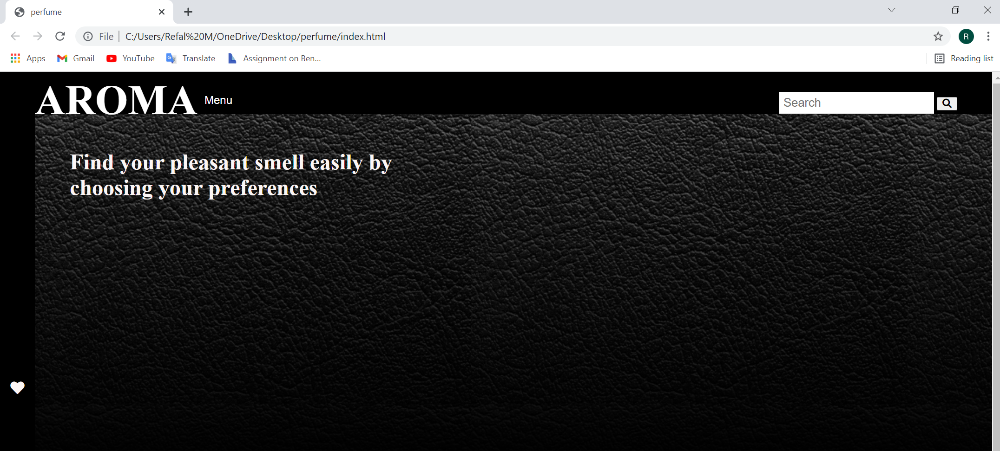 perfume
File C:/Users/Refal%20M/OneDrive/Desktop/perfume/index.html
R
Apps Gmail YouTube Translate Assignment on Ben... Reading list
AROMA Menu Search
Find your pleasant smell easily by
choosing your preferences